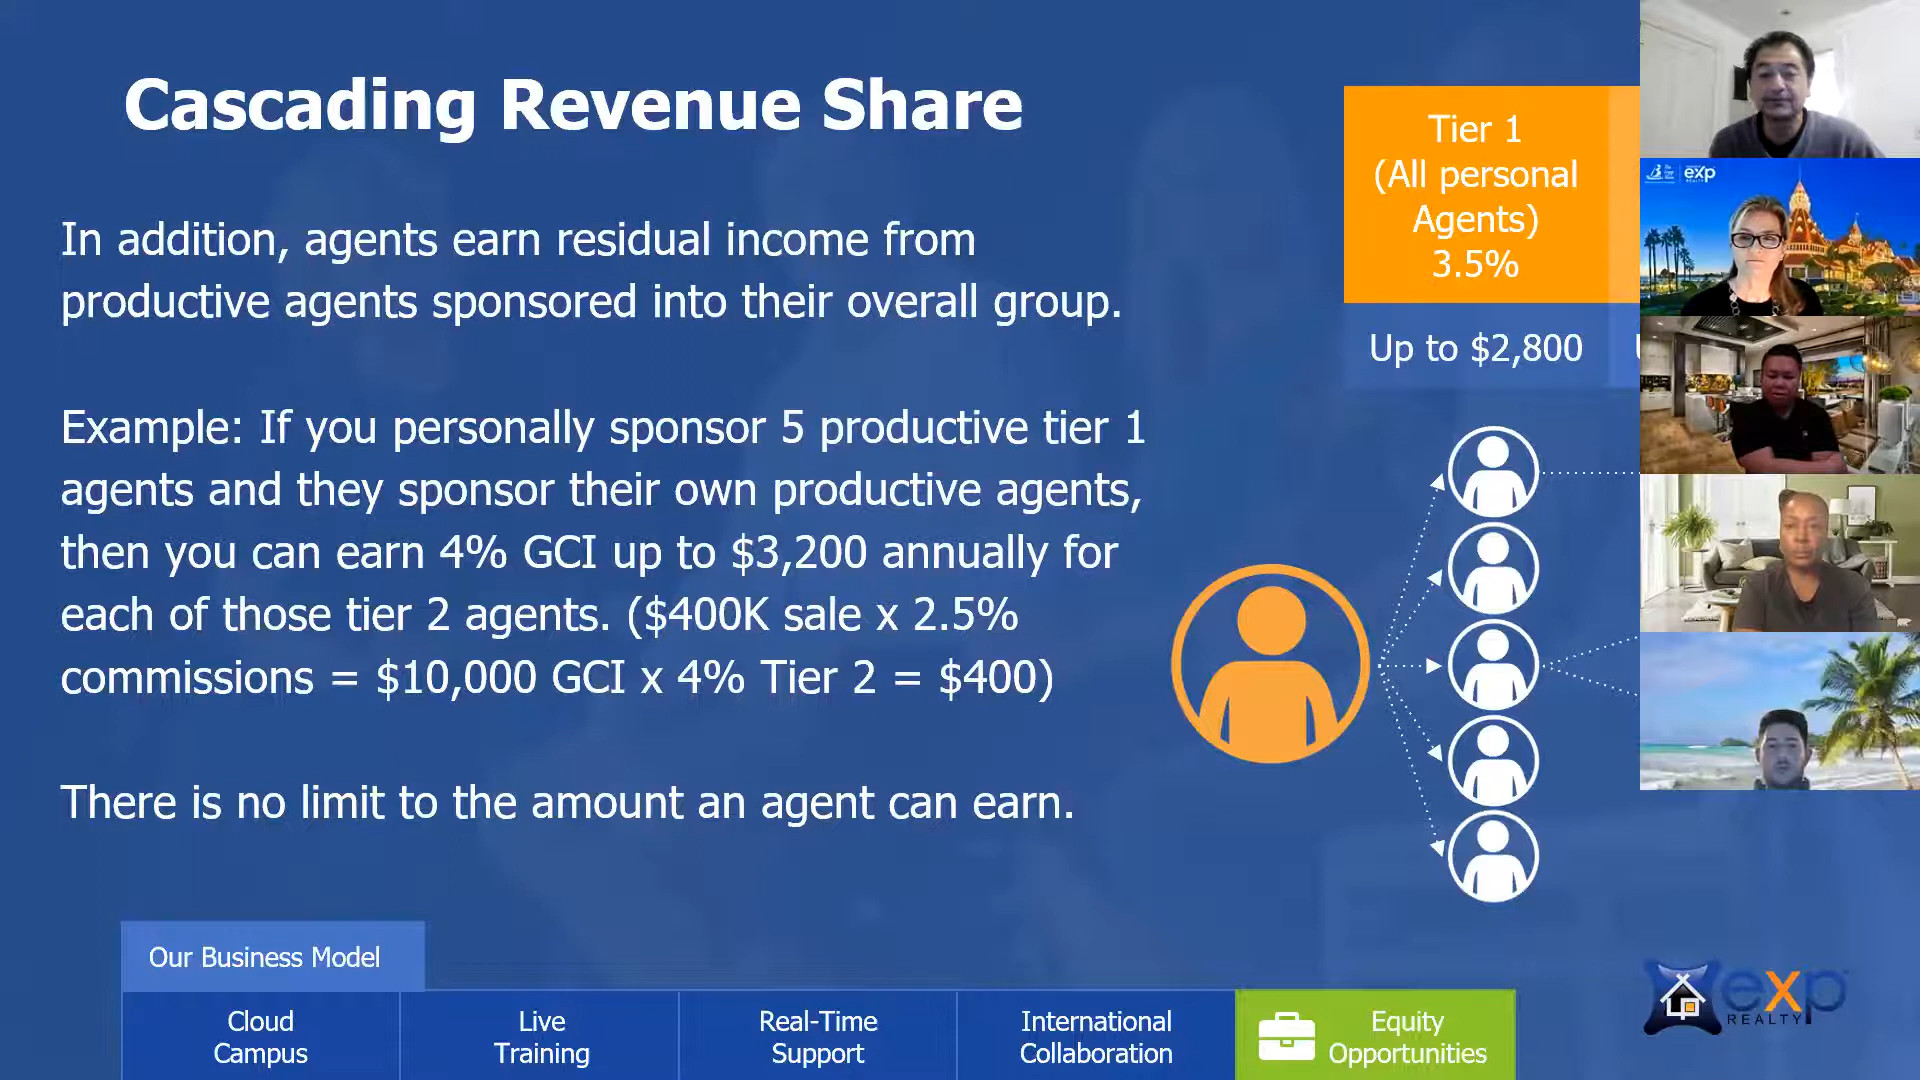 Cascading Revenue Share
In addition, agents earn residual income from
productive agents sponsored into their overall group.
Example: If you personally sponsor 5 productive tier 1
agents and they sponsor their own productive agents,
then you can earn 4% GCI up to $3,200 annually for
each of those tier 2 agents. ($400K sale x 2.5%
commissions = $10,000 GCI x 4% Tier 2 = $400)
There is no limit to the amount an agent can earn.
Tier 1
(All personal
Agents)
3.5%
Up to $2,800
exp
Our Business Model
Cloud
Campus
Live
Training
Real-Time
Support
International
Collaboration
Equity
Opportunities
exp
REALTY